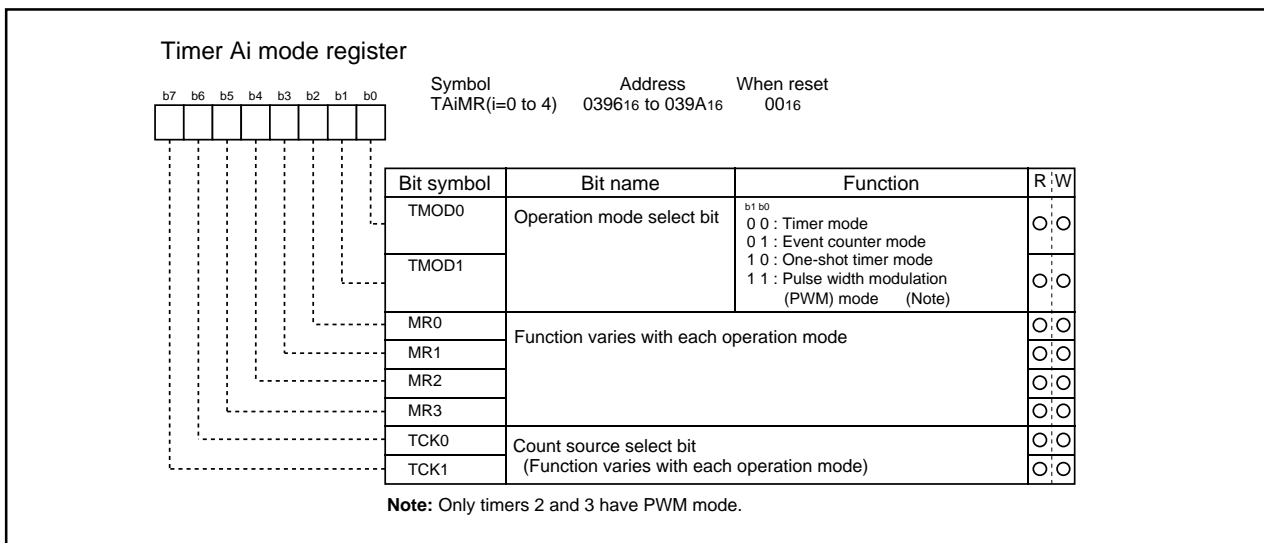 Timer Ai mode register
Symbol Address When reset
TAiMR(i=0 to 4) 039616 to 039A16 0016
b7 b6 b5 b4 b3 b2 b1 b0
Bit symbol Bit name Function R W
TMOD0 Operation mode select bit b1 b0
0 0 : Timer mode
0 1 : Event counter mode
1 0 : One-shot timer mode
TMOD1 1 1 : Pulse width modulation
(PWM) mode (Note)
MR0 Function varies with each operation mode
MR1
MR2
MR3
TCK0 Count source select bit
TCK1 (Function varies with each operation mode)
Note: Only timers 2 and 3 have PWM mode.